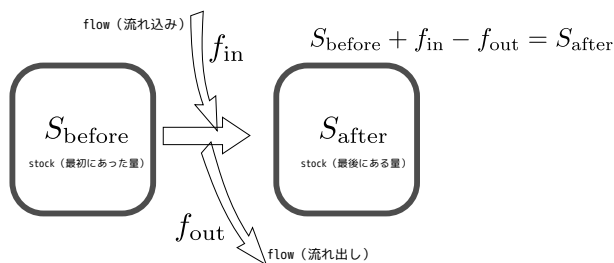 flow（流れ込み）
f_in
S_before + f_in − f_out = S_after
S_before
stock（最初にあった量）
S_after
stock（最後にある量）
f_out
flow（流れ出し）